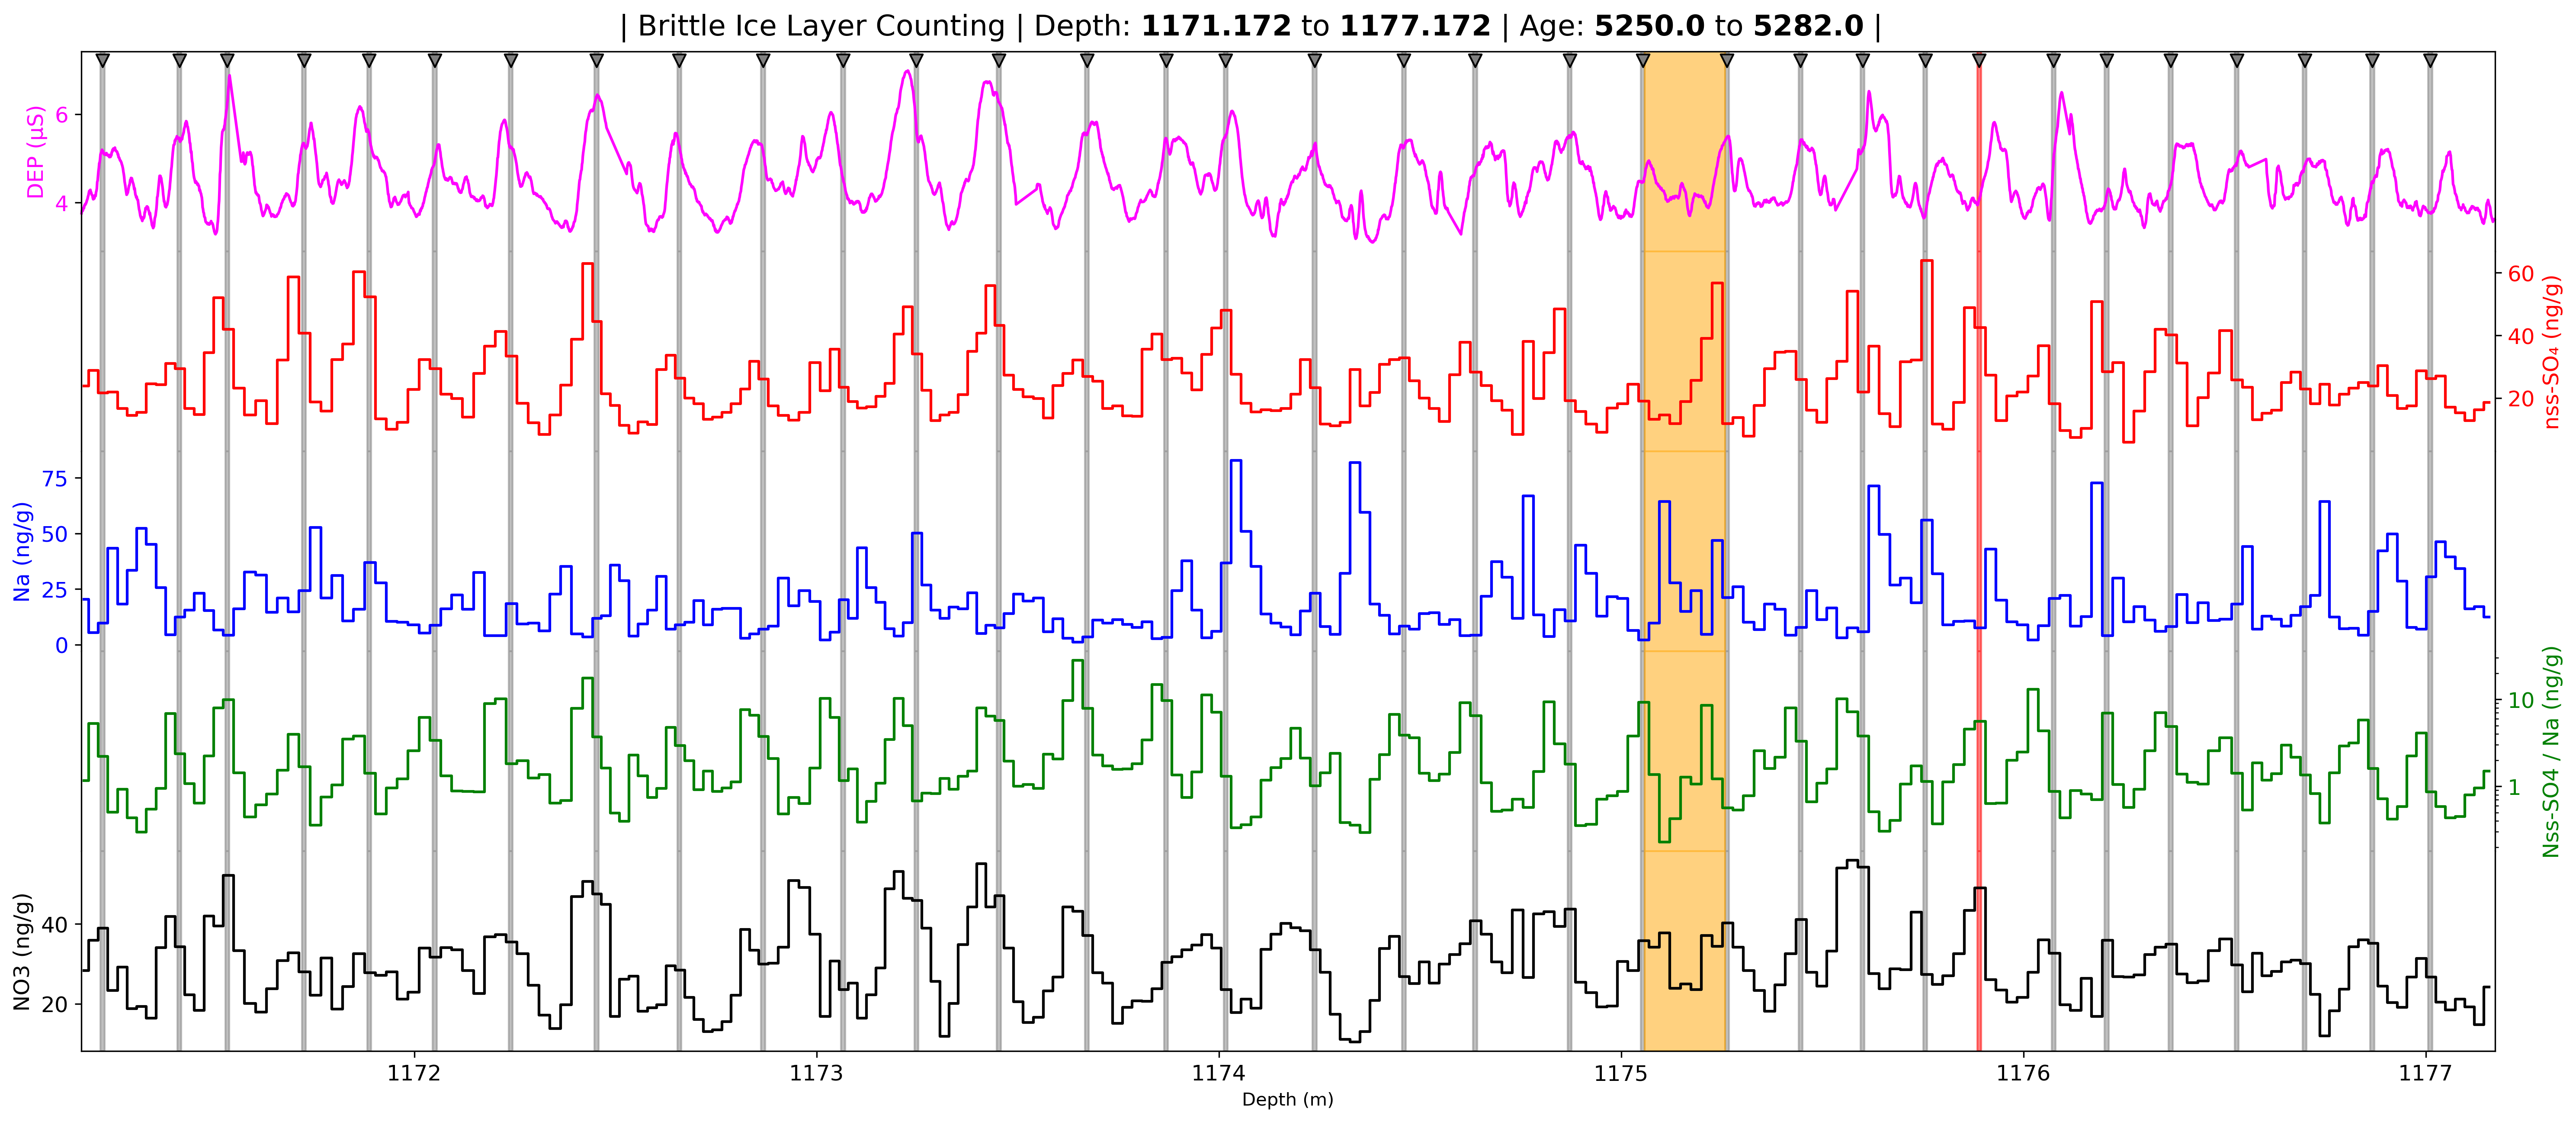 | Brittle Ice Layer Counting | Depth: 1171.172 to 1177.172 | Age: 5250.0 to 5282.0 |
DEP (µS)
6
4
60
40
20
nss-SO₄ (ng/g)
Na (ng/g)
75
50
25
0
10
1
Nss-SO4 / Na (ng/g)
NO3 (ng/g)
40
20
1172
1173
1174
1175
1176
1177
Depth (m)